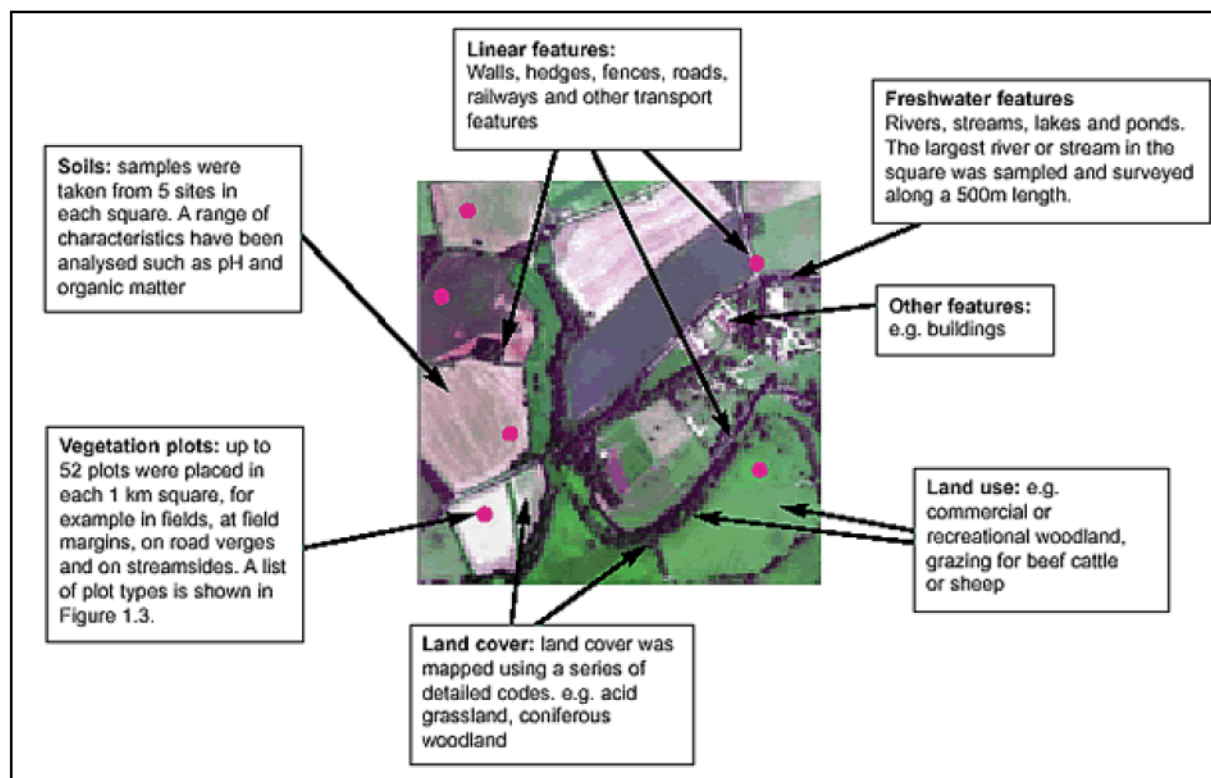 Linear features:
Walls, hedges, fences, roads,
railways and other transport
features
Freshwater features
Rivers, streams, lakes and ponds.
The largest river or stream in the
square was sampled and surveyed
along a 500m length.
Soils: samples were
taken from 5 sites in
each square. A range of
characteristics have been
analysed such as pH and
organic matter
Other features:
e.g. buildings
Vegetation plots: up to
52 plots were placed in
each 1 km square, for
example in fields, at field
margins, on road verges
and on streamsides. A list
of plot types is shown in
Figure 1.3.
Land use: e.g.
commercial or
recreational woodland,
grazing for beef cattle
or sheep
Land cover: land cover was
mapped using a series of
detailed codes. e.g. acid
grassland, coniferous
woodland